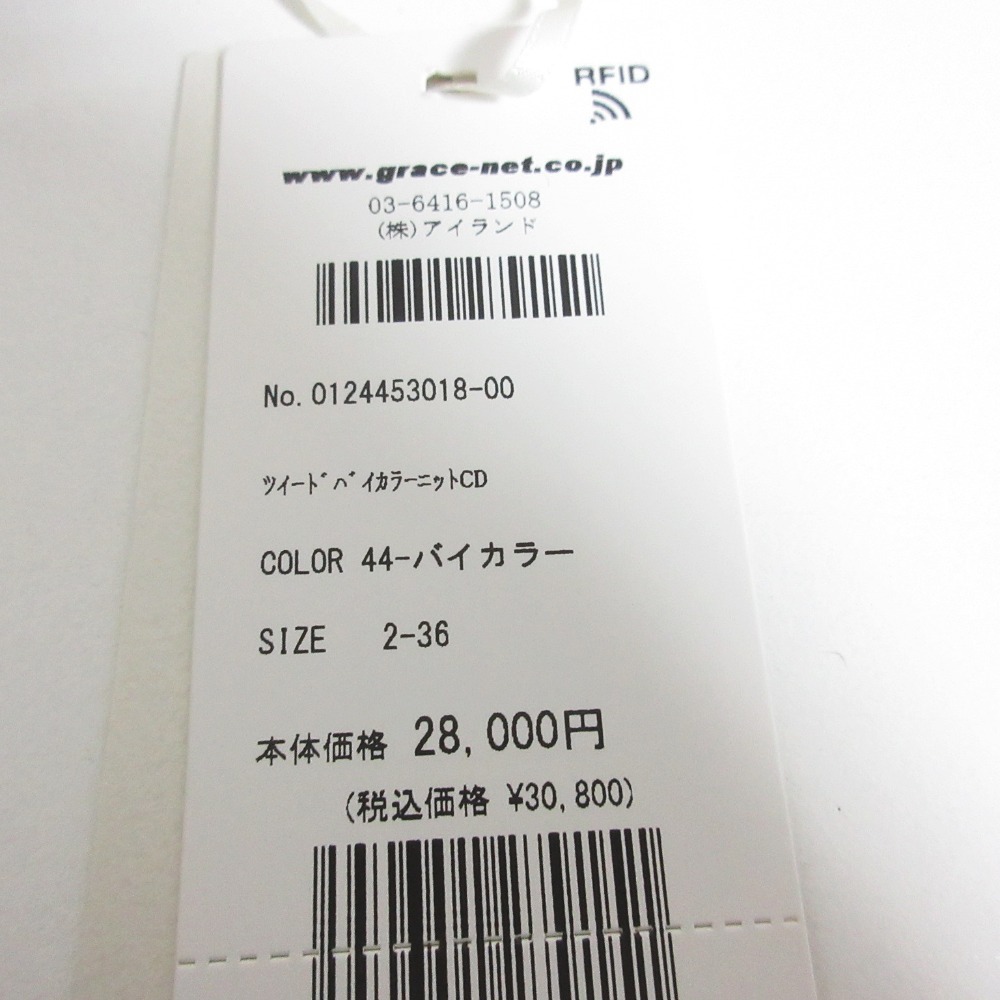 RFID
www.grace-net.co.jp
03-6416-1508
(株)アイランド
No. 0124453018-00
ﾂｲｰﾄﾞﾊﾞｲｶﾗｰﾆｯﾄCD
COLOR 44-バイカラー
SIZE 2-36
本体価格 28,000円
(税込価格 ¥30,800)